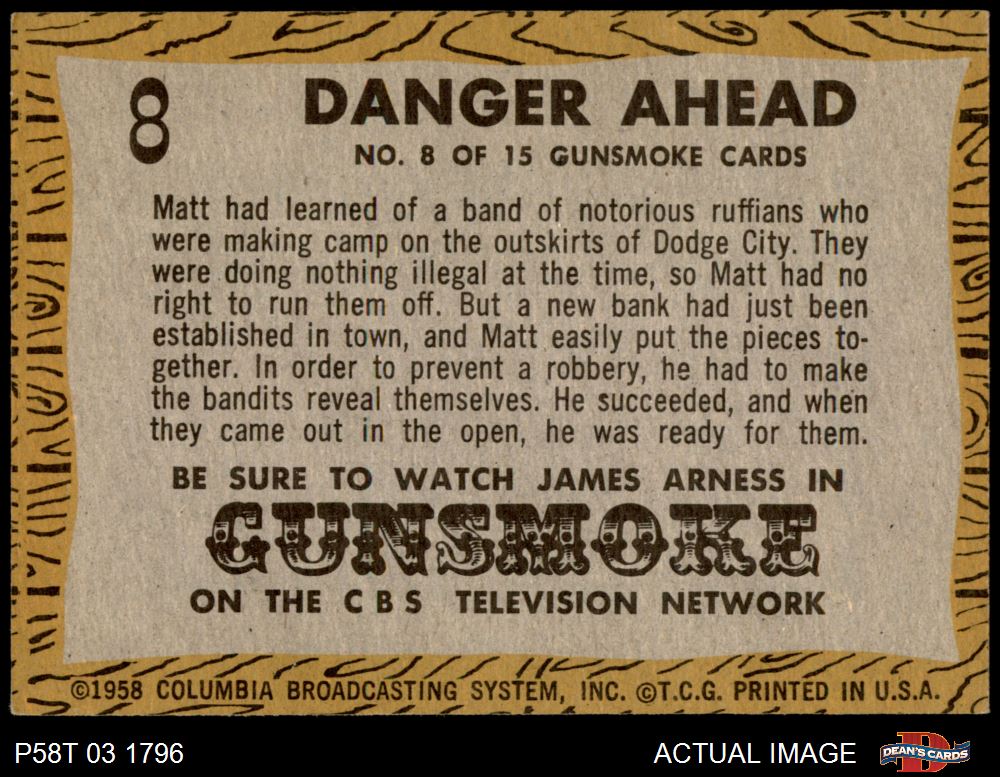 8
DANGER AHEAD
NO. 8 OF 15 GUNSMOKE CARDS
Matt had learned of a band of notorious ruffians who
were making camp on the outskirts of Dodge City. They
were doing nothing illegal at the time, so Matt had no
right to run them off. But a new bank had just been
established in town, and Matt easily put the pieces to-
gether. In order to prevent a robbery, he had to make
the bandits reveal themselves. He succeeded, and when
they came out in the open, he was ready for them.
BE SURE TO WATCH JAMES ARNESS IN
GUNSMOKE
ON THE CBS TELEVISION NETWORK
©1958 COLUMBIA BROADCASTING SYSTEM, INC. ©T.C.G. PRINTED IN U.S.A.
P58T 03 1796
ACTUAL IMAGE
D
DEAN'S CARDS